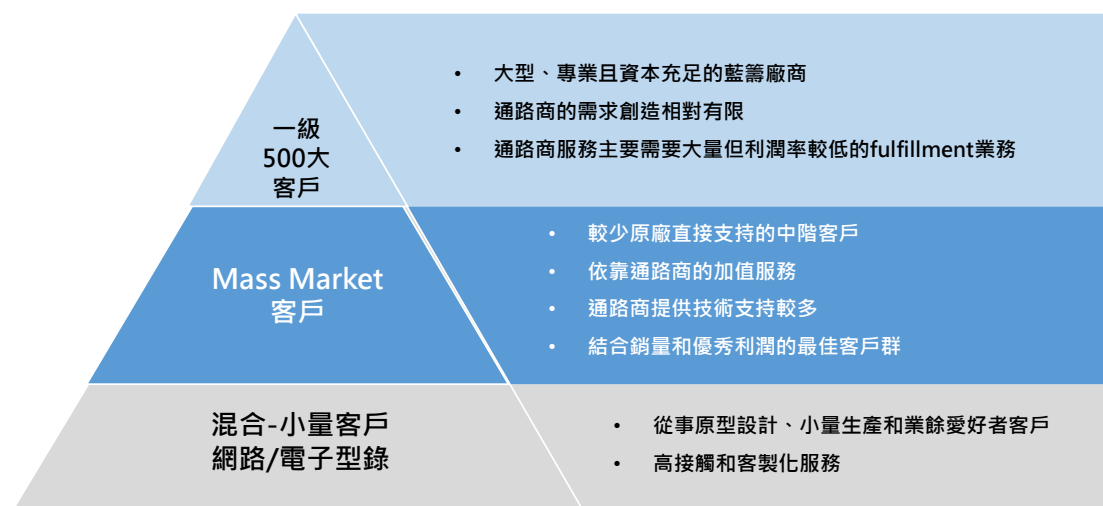 一級
500大
客戶
• 大型、專業且資本充足的藍籌廠商
• 通路商的需求創造相對有限
• 通路商服務主要需要大量但利潤率較低的fulfillment業務
Mass Market
客戶
• 較少原廠直接支持的中階客戶
• 依靠通路商的加值服務
• 通路商提供技術支持較多
• 結合銷量和優秀利潤的最佳客戶群
混合-小量客戶
網路/電子型錄
• 從事原型設計、小量生產和業餘愛好者客戶
• 高接觸和客製化服務